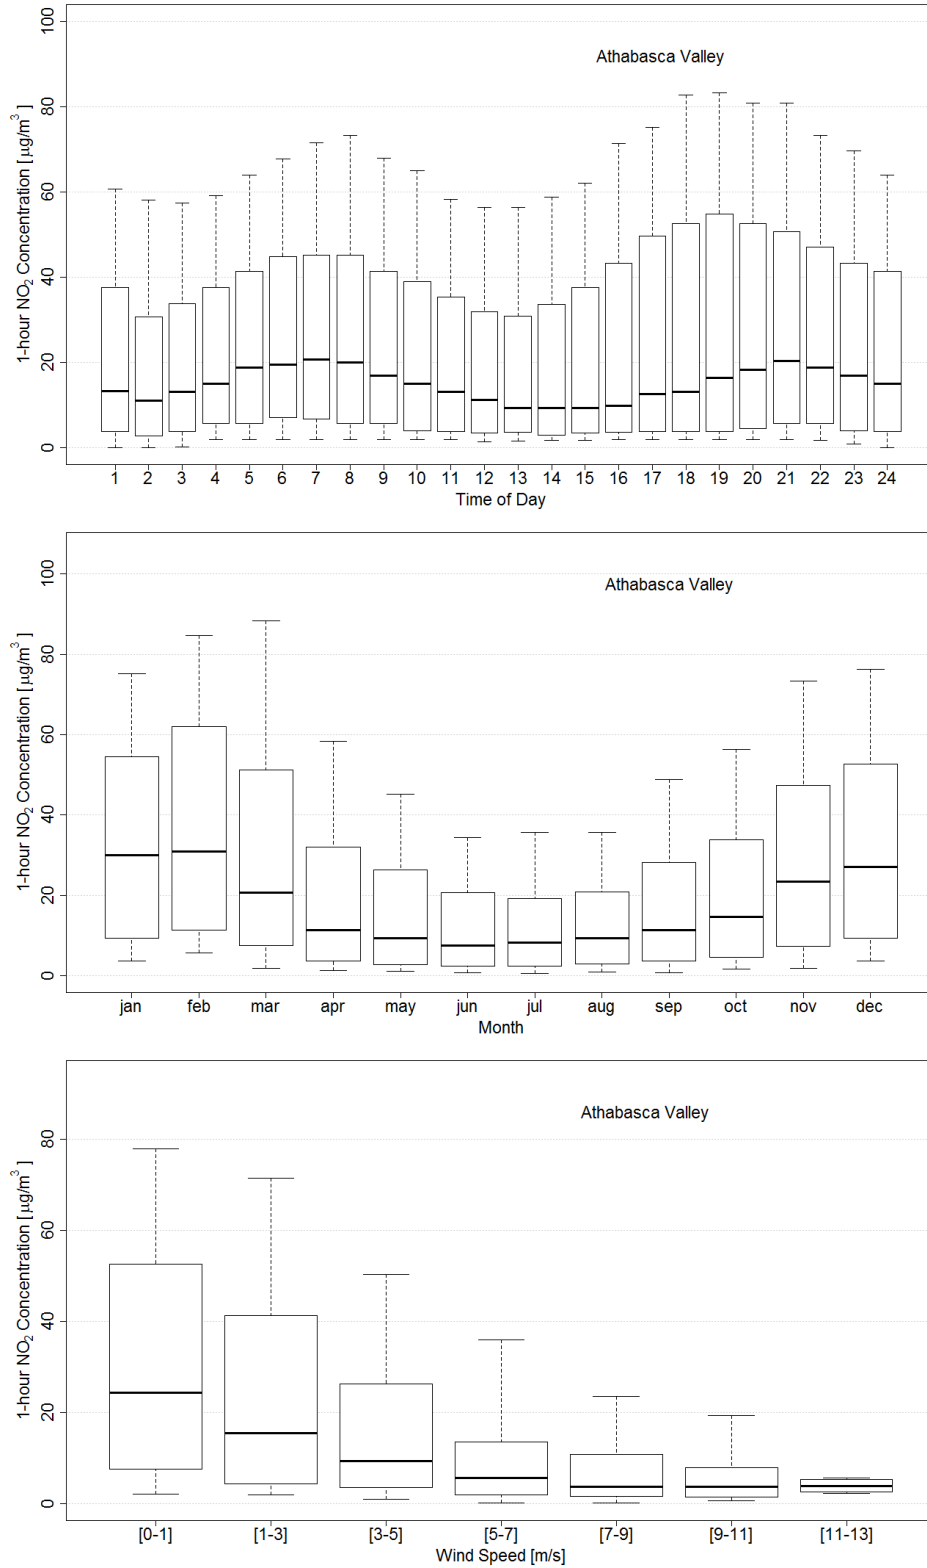 Athabasca Valley
1-hour NO₂ Concentration [ μg/m³ ]
100
80
60
40
20
0
1 2 3 4 5 6 7 8 9 10 11 12 13 14 15 16 17 18 19 20 21 22 23 24
Time of Day
Athabasca Valley
1-hour NO₂ Concentration [ μg/m³ ]
100
80
60
40
20
0
jan feb mar apr may jun jul aug sep oct nov dec
Month
Athabasca Valley
1-hour NO₂ Concentration [ μg/m³ ]
80
60
40
20
0
[0-1] [1-3] [3-5] [5-7] [7-9] [9-11] [11-13]
Wind Speed [m/s]